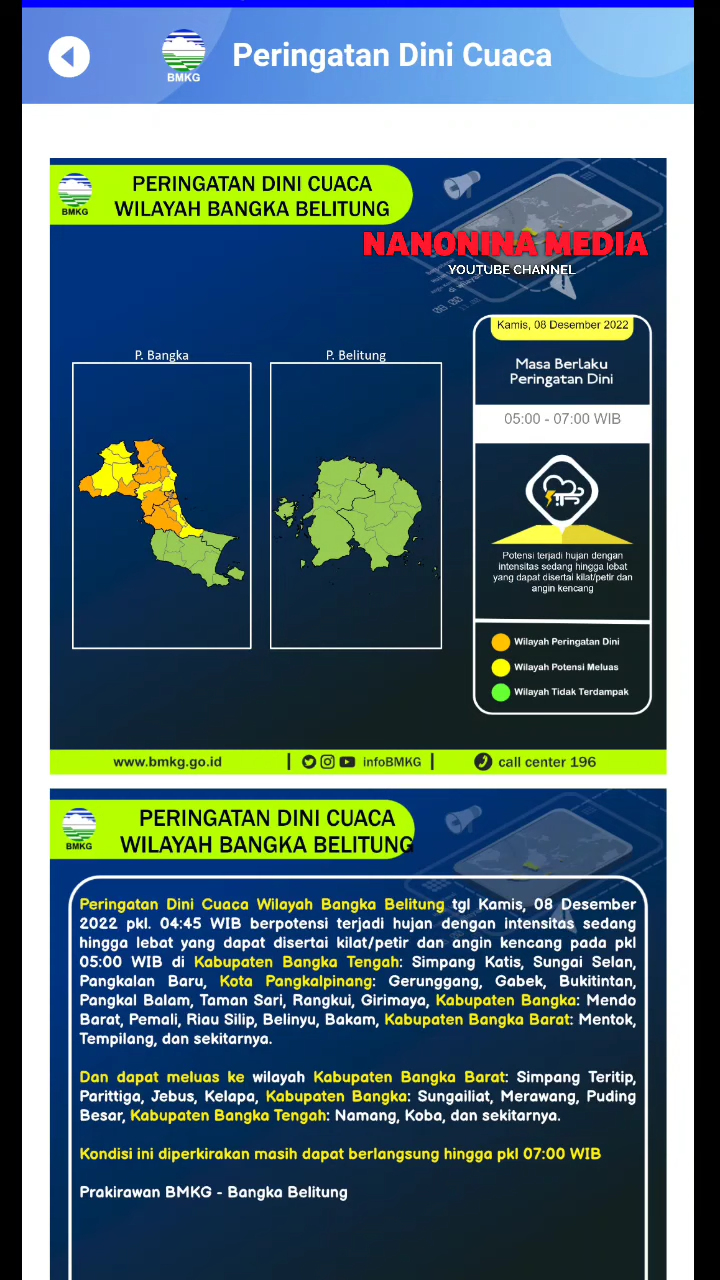 BMKG
Peringatan Dini Cuaca
BMKG
PERINGATAN DINI CUACA
WILAYAH BANGKA BELITUNG
NANONINA MEDIA
YOUTUBE CHANNEL
P. Bangka
P. Belitung
Kamis, 08 Desember 2022
Masa Berlaku
Peringatan Dini
05:00 - 07:00 WIB
Potensi terjadi hujan dengan
intensitas sedang hingga lebat
yang dapat disertai kilat/petir dan
angin kencang
Wilayah Peringatan Dini
Wilayah Potensi Meluas
Wilayah Tidak Terdampak
www.bmkg.go.id
infoBMKG
call center 196
BMKG
PERINGATAN DINI CUACA
WILAYAH BANGKA BELITUNG
Peringatan Dini Cuaca Wilayah Bangka Belitung tgl Kamis, 08 Desember
2022 pkl. 04:45 WIB berpotensi terjadi hujan dengan intensitas sedang
hingga lebat yang dapat disertai kilat/petir dan angin kencang pada pkl
05:00 WIB di Kabupaten Bangka Tengah: Simpang Katis, Sungai Selan,
Pangkalan Baru, Kota Pangkalpinang: Gerunggang, Gabek, Bukitintan,
Pangkal Balam, Taman Sari, Rangkui, Girimaya, Kabupaten Bangka: Mendo
Barat, Pemali, Riau Silip, Belinyu, Bakam, Kabupaten Bangka Barat: Mentok,
Tempilang, dan sekitarnya.
Dan dapat meluas ke wilayah Kabupaten Bangka Barat: Simpang Teritip,
Parittiga, Jebus, Kelapa, Kabupaten Bangka: Sungailiat, Merawang, Puding
Besar, Kabupaten Bangka Tengah: Namang, Koba, dan sekitarnya.
Kondisi ini diperkirakan masih dapat berlangsung hingga pkl 07:00 WIB
Prakirawan BMKG - Bangka Belitung